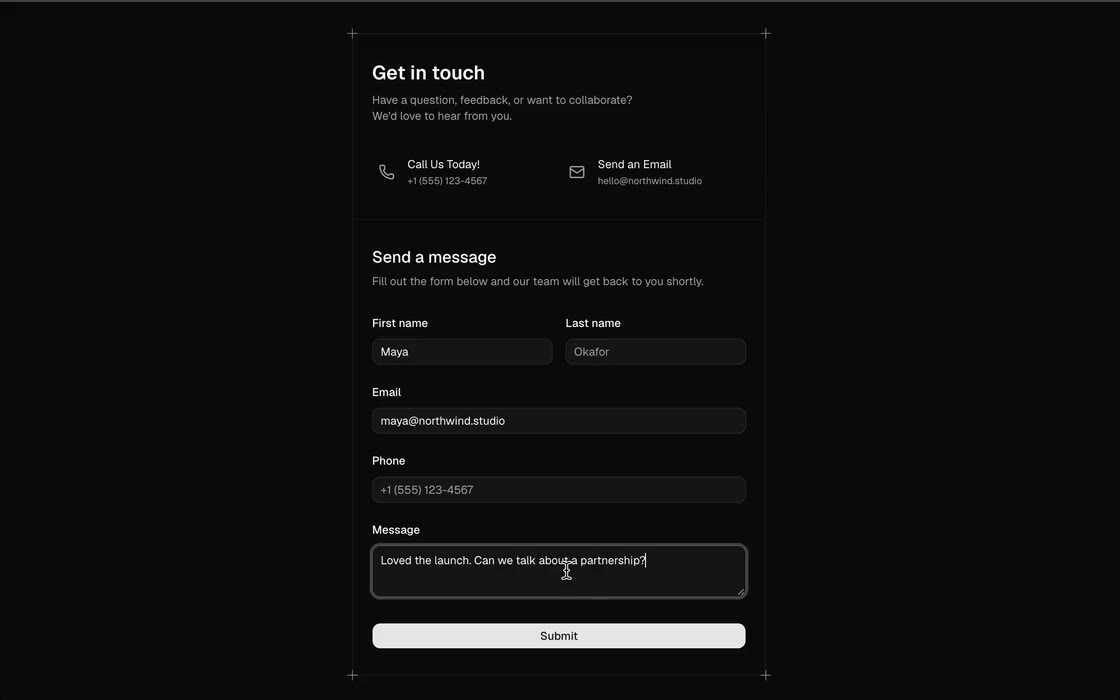 Get in touch
Have a question, feedback, or want to collaborate?
We'd love to hear from you.
Call Us Today!
+1 (555) 123-4567
Send an Email
hello@northwind.studio
Send a message
Fill out the form below and our team will get back to you shortly.
First name
Last name
Maya
Okafor
Email
maya@northwind.studio
Phone
+1 (555) 123-4567
Message
Loved the launch. Can we talk about a partnership?
Submit